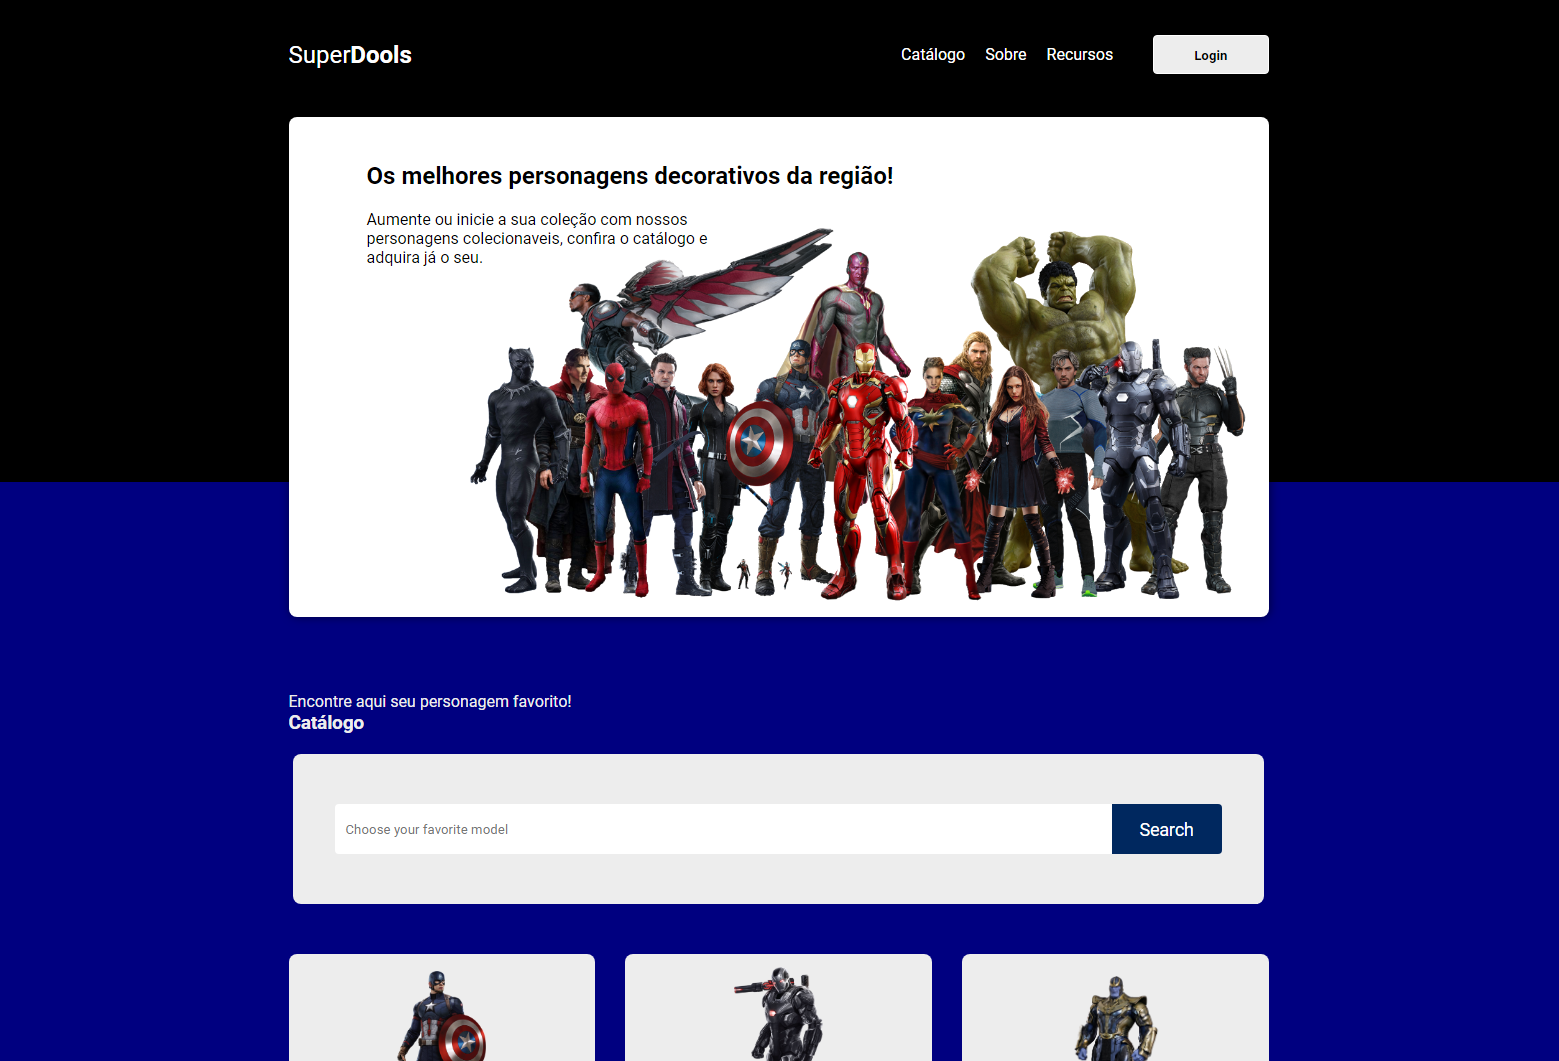 SuperDools
Catálogo Sobre Recursos Login
Os melhores personagens decorativos da região!
Aumente ou inicie a sua coleção com nossos
personagens colecionaveis, confira o catálogo e
adquira já o seu.
Encontre aqui seu personagem favorito!
Catálogo
Choose your favorite model
Search